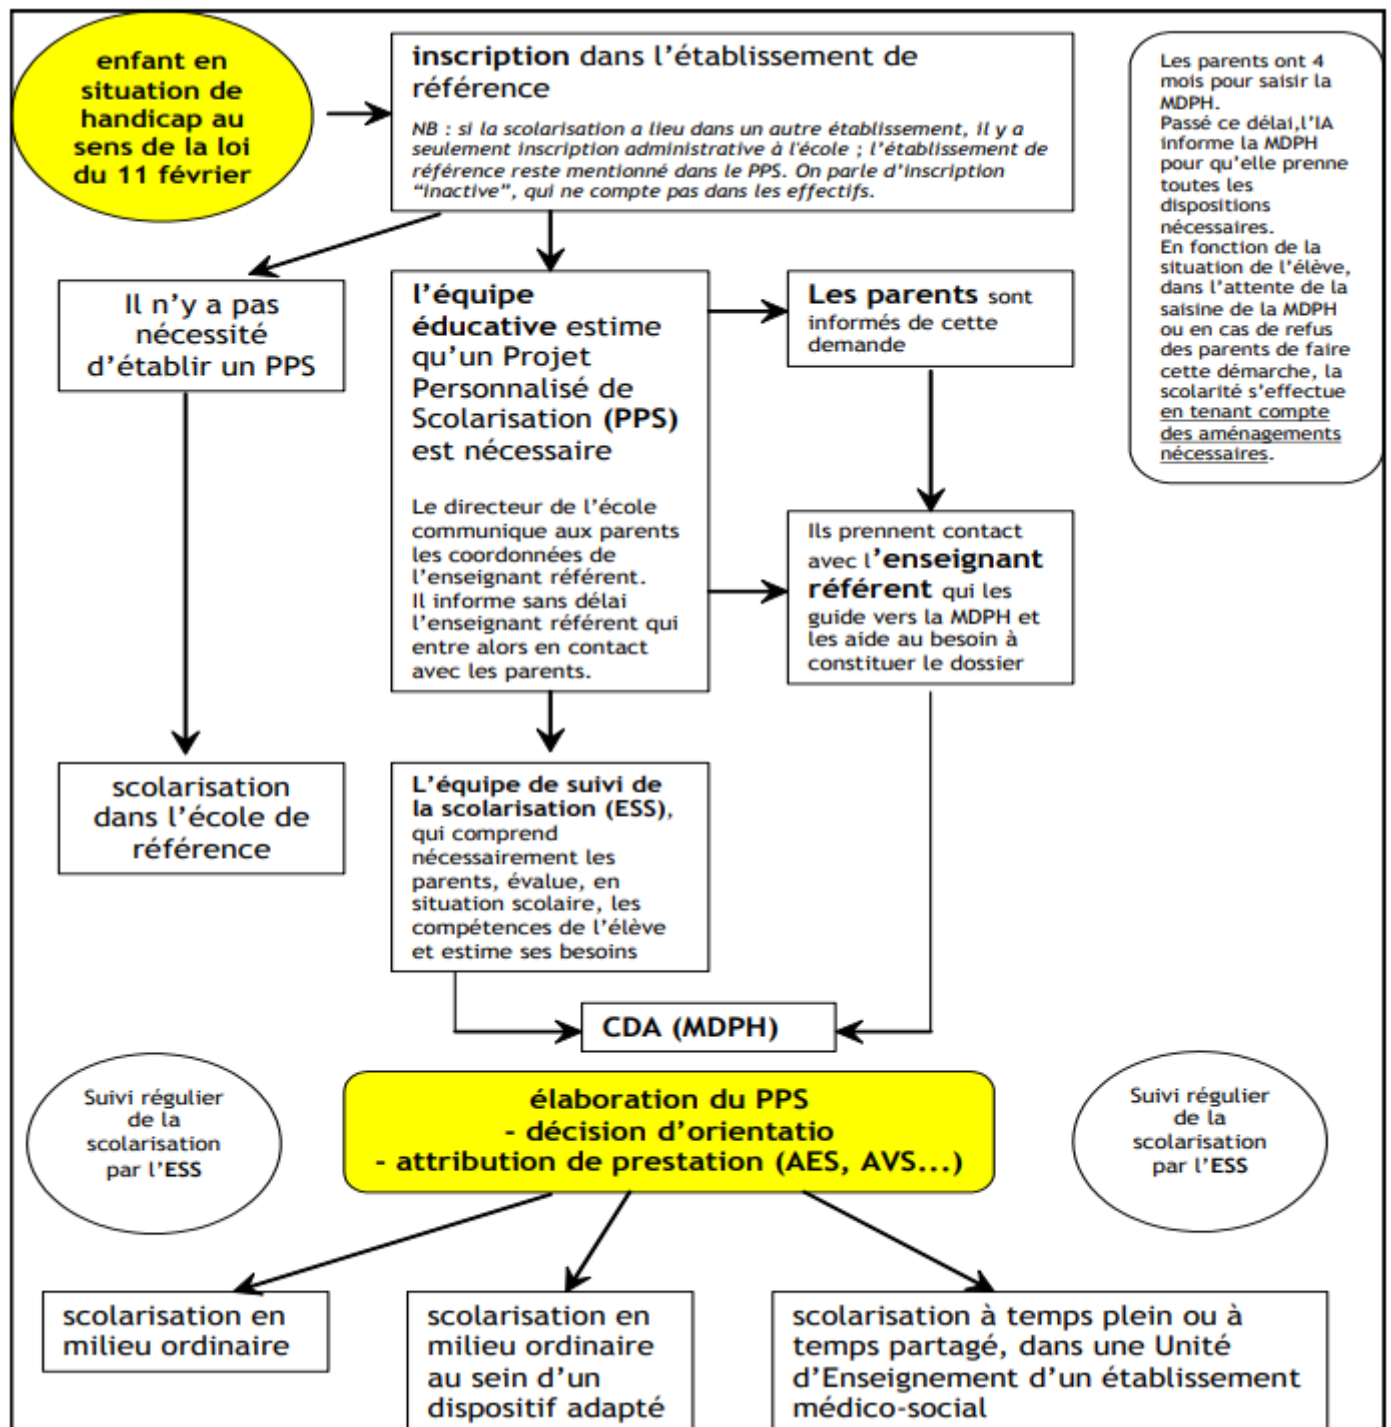 enfant en
situation de
handicap au
sens de la loi
du 11 février
inscription dans l'établissement de
référence
NB : si la scolarisation a lieu dans un autre établissement, il y a
seulement inscription administrative à l'école ; l'établissement de
référence reste mentionné dans le PPS. On parle d'inscription
“inactive”, qui ne compte pas dans les effectifs.
Les parents ont 4
mois pour saisir la
MDPH.
Passé ce délai,l'IA
informe la MDPH
pour qu'elle prenne
toutes les
dispositions
nécessaires.
En fonction de la
situation de l'élève,
dans l'attente de la
saisine de la MDPH
ou en cas de refus
des parents de faire
cette démarche, la
scolarité s'effectue
en tenant compte
des aménagements
nécessaires.
Il n'y a pas
nécessité
d'établir un PPS
l'équipe
éducative estime
qu'un Projet
Personnalisé de
Scolarisation (PPS)
est nécessaire
Le directeur de l'école
communique aux parents
les coordonnées de
l'enseignant référent.
Il informe sans délai
l'enseignant référent qui
entre alors en contact
avec les parents.
Les parents sont
informés de cette
demande
Ils prennent contact
avec l'enseignant
référent qui les
guide vers la MDPH et
les aide au besoin à
constituer le dossier
scolarisation
dans l'école de
référence
L'équipe de suivi de
la scolarisation (ESS),
qui comprend
nécessairement les
parents, évalue, en
situation scolaire, les
compétences de l'élève
et estime ses besoins
CDA (MDPH)
Suivi régulier
de la
scolarisation
par l'ESS
élaboration du PPS
- décision d'orientatio
- attribution de prestation (AES, AVS...)
Suivi régulier
de la
scolarisation
par l'ESS
scolarisation en
milieu ordinaire
scolarisation en
milieu ordinaire
au sein d'un
dispositif adapté
scolarisation à temps plein ou à
temps partagé, dans une Unité
d'Enseignement d'un établissement
médico-social